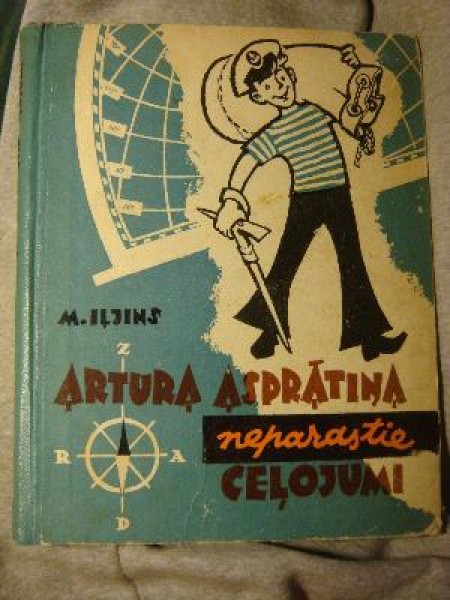 M. IĻJINS
Z
ARTURA ASPRĀTIŅA
neparastie
R A
CEĻOJUMI
D